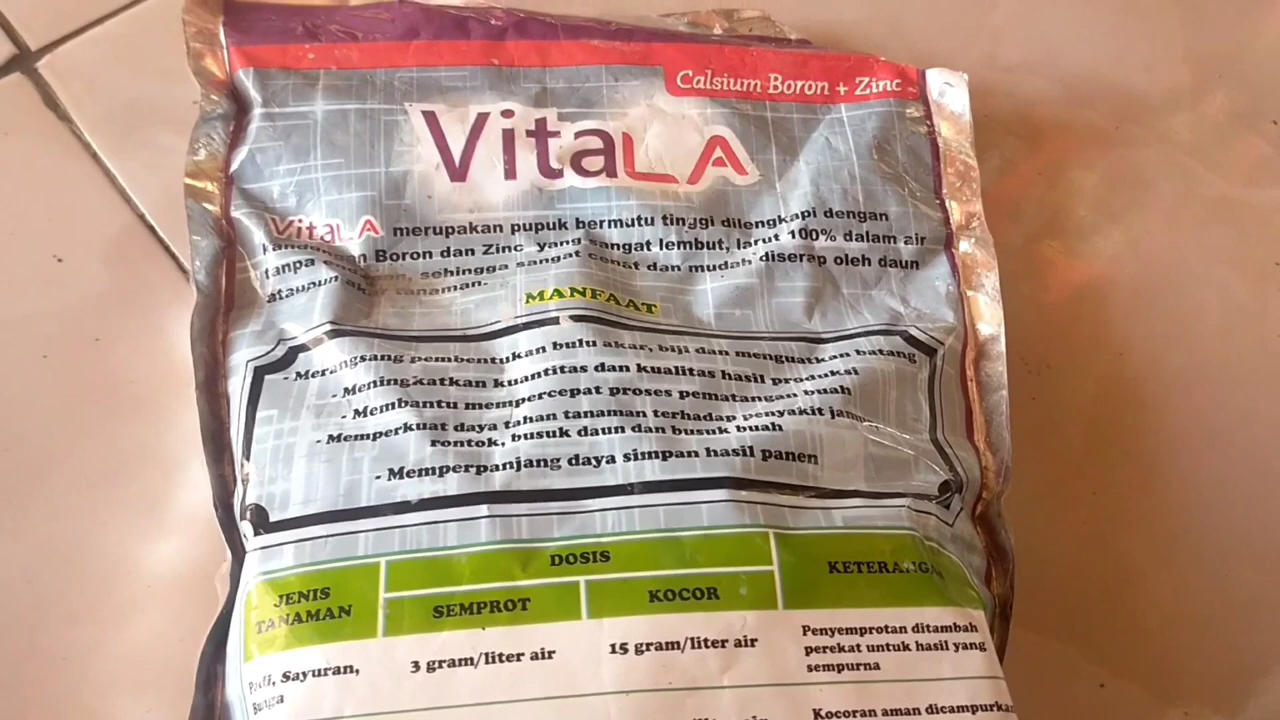 Calsium Boron + Zinc
VitaLA
VitaLA merupakan pupuk bermutu tinggi dilengkapi dengan
Boron dan Zinc yang sangat lembut, larut 100% dalam air
tanpa sehingga sangat cepat dan mudah diserap oleh daun
ataupun akar tanaman.
MANFAAT
- Merangsang pembentukan bulu akar, biji dan menguatkan batang
- Meningkatkan kuantitas dan kualitas hasil produksi
- Membantu mempercepat proses pematangan buah
- Memperkuat daya tahan tanaman terhadap penyakit
rontok, busuk daun dan busuk buah
- Memperpanjang daya simpan hasil panen
JENIS TANAMAN DOSIS KETERANGAN
SEMPROT KOCOR
Padi, Sayuran, Bunga 3 gram/liter air 15 gram/liter air Penyemprotan ditambah
perekat untuk hasil yang
sempurna
Kocoran aman dicampurkan